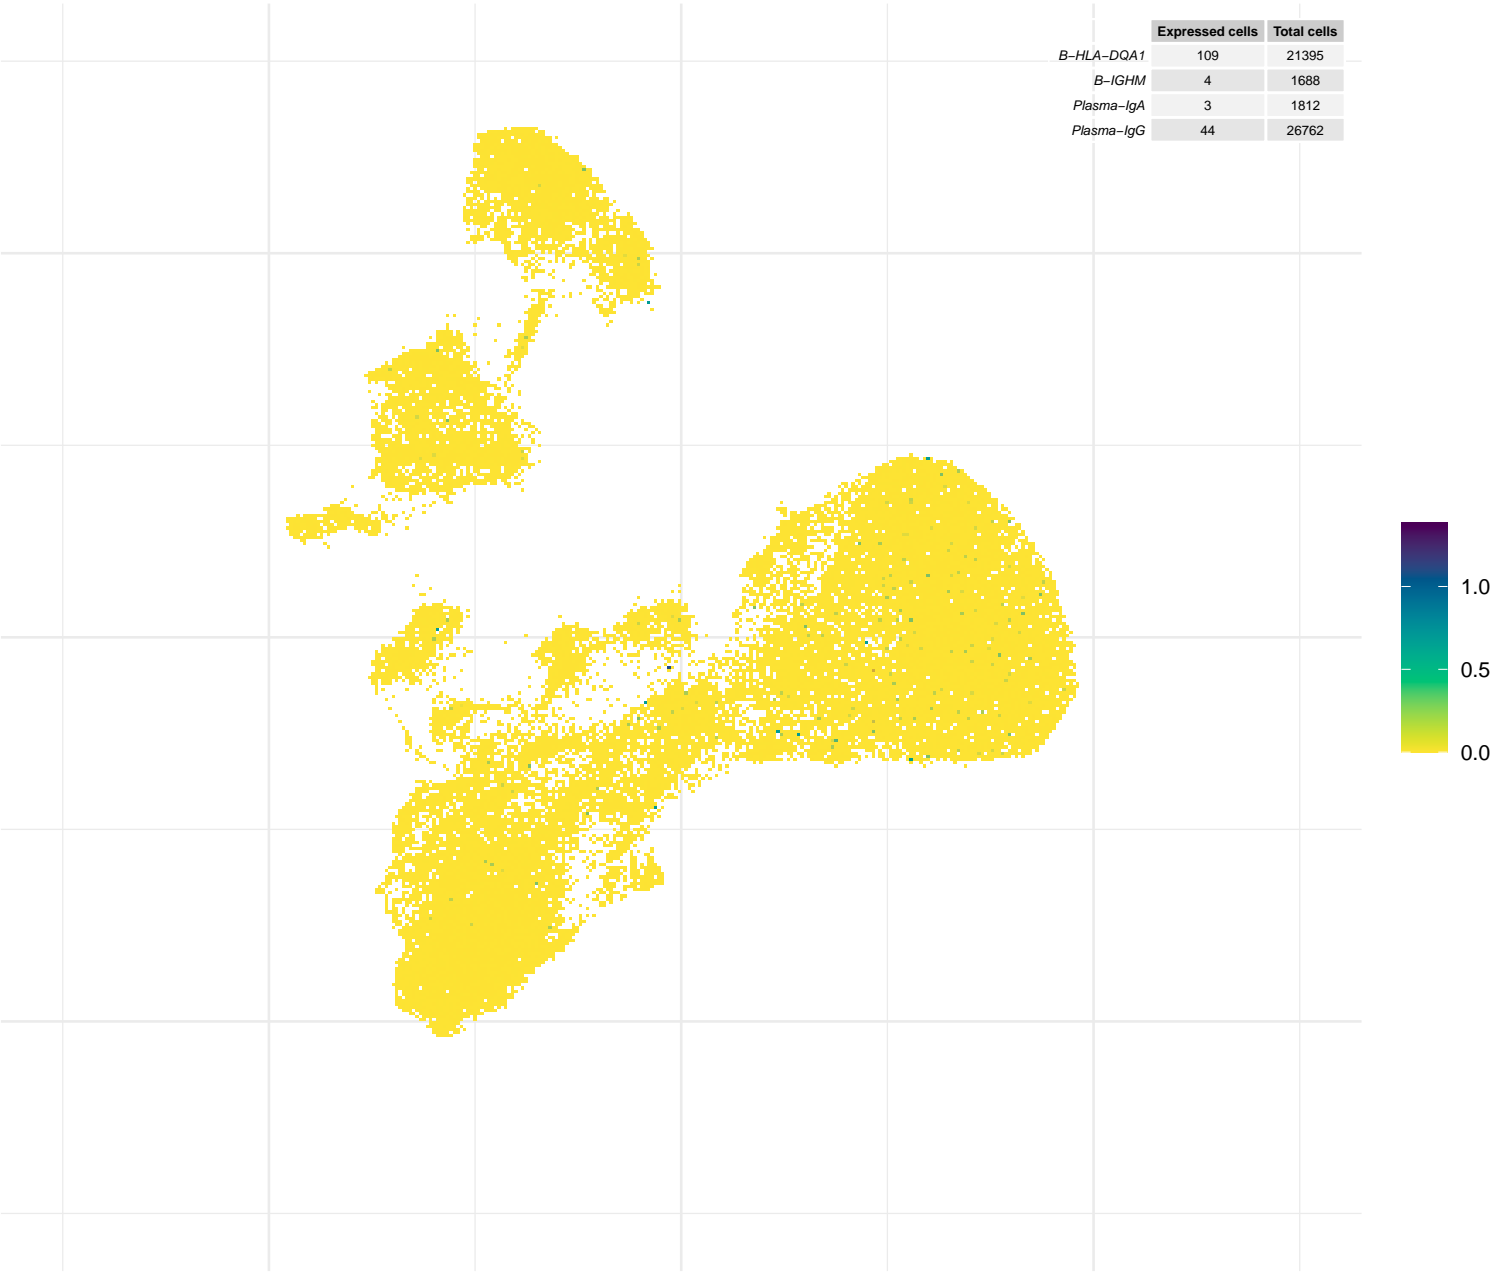 Expressed cells Total cells
B−HLA−DQA1 109 21395
B−IGHM 4 1688
Plasma−IgA 3 1812
Plasma−IgG 44 26762
1.0
0.5
0.0